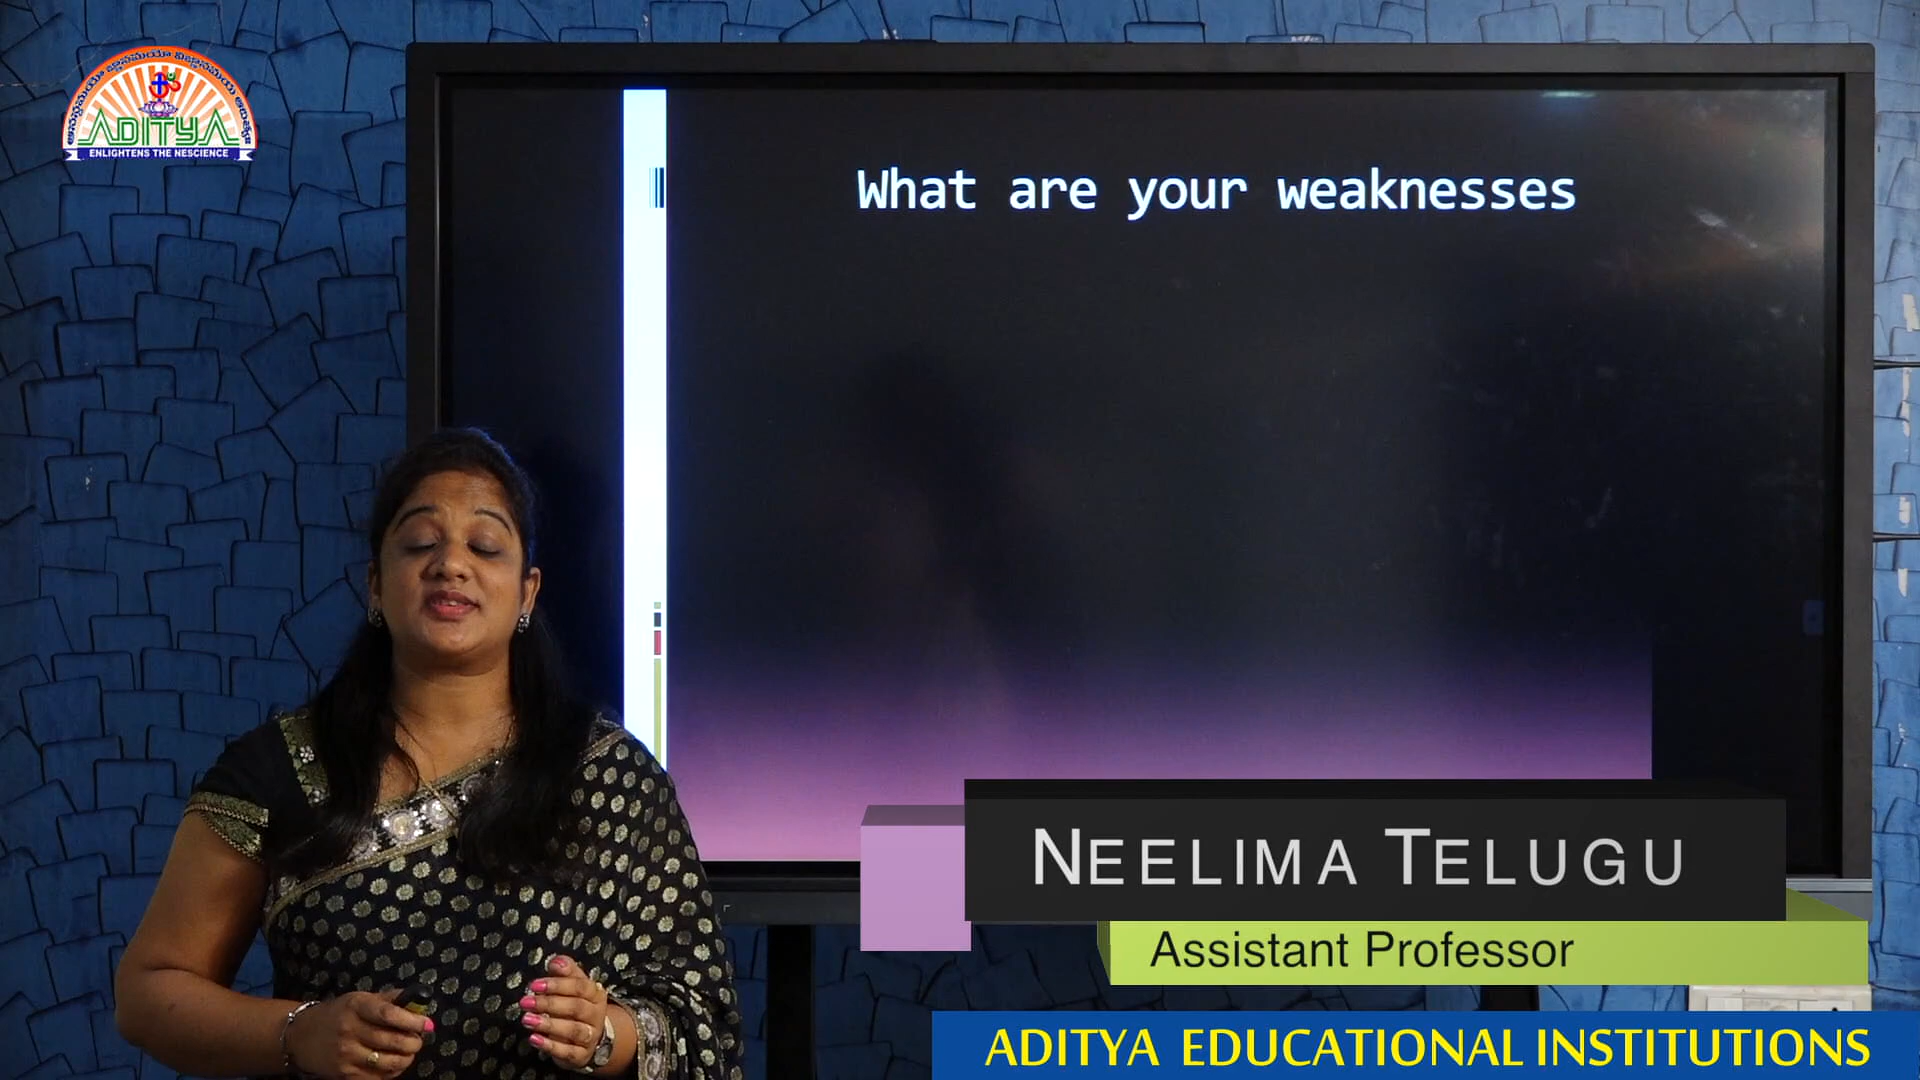 ADITYA
ENLIGHTENS THE NESCIENCE
What are your weaknesses
NEELIMA TELUGU
Assistant Professor
ADITYA EDUCATIONAL INSTITUTIONS